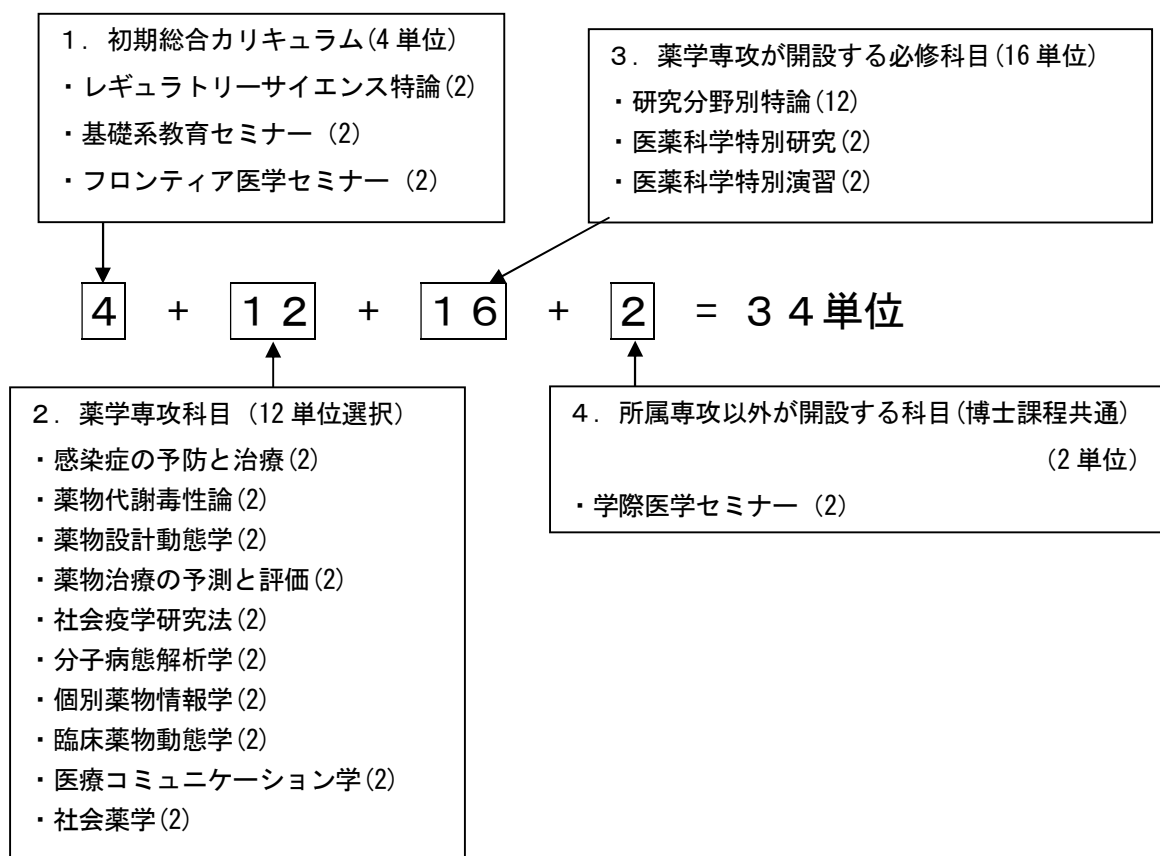 １．初期総合カリキュラム(4 単位)
・レギュラトリーサイエンス特論(2)
・基礎系教育セミナー (2)
・フロンティア医学セミナー (2)
３．薬学専攻が開設する必修科目(16 単位)
・研究分野別特論(12)
・医薬科学特別研究(2)
・医薬科学特別演習(2)
４ + １２ + １６ + ２ = ３４単位
２．薬学専攻科目 (12 単位選択)
・感染症の予防と治療(2)
・薬物代謝毒性論(2)
・薬物設計動態学(2)
・薬物治療の予測と評価(2)
・社会疫学研究法(2)
・分子病態解析学(2)
・個別薬物情報学(2)
・臨床薬物動態学(2)
・医療コミュニケーション学(2)
・社会薬学(2)
４．所属専攻以外が開設する科目(博士課程共通)
(2 単位)
・学際医学セミナー (2)